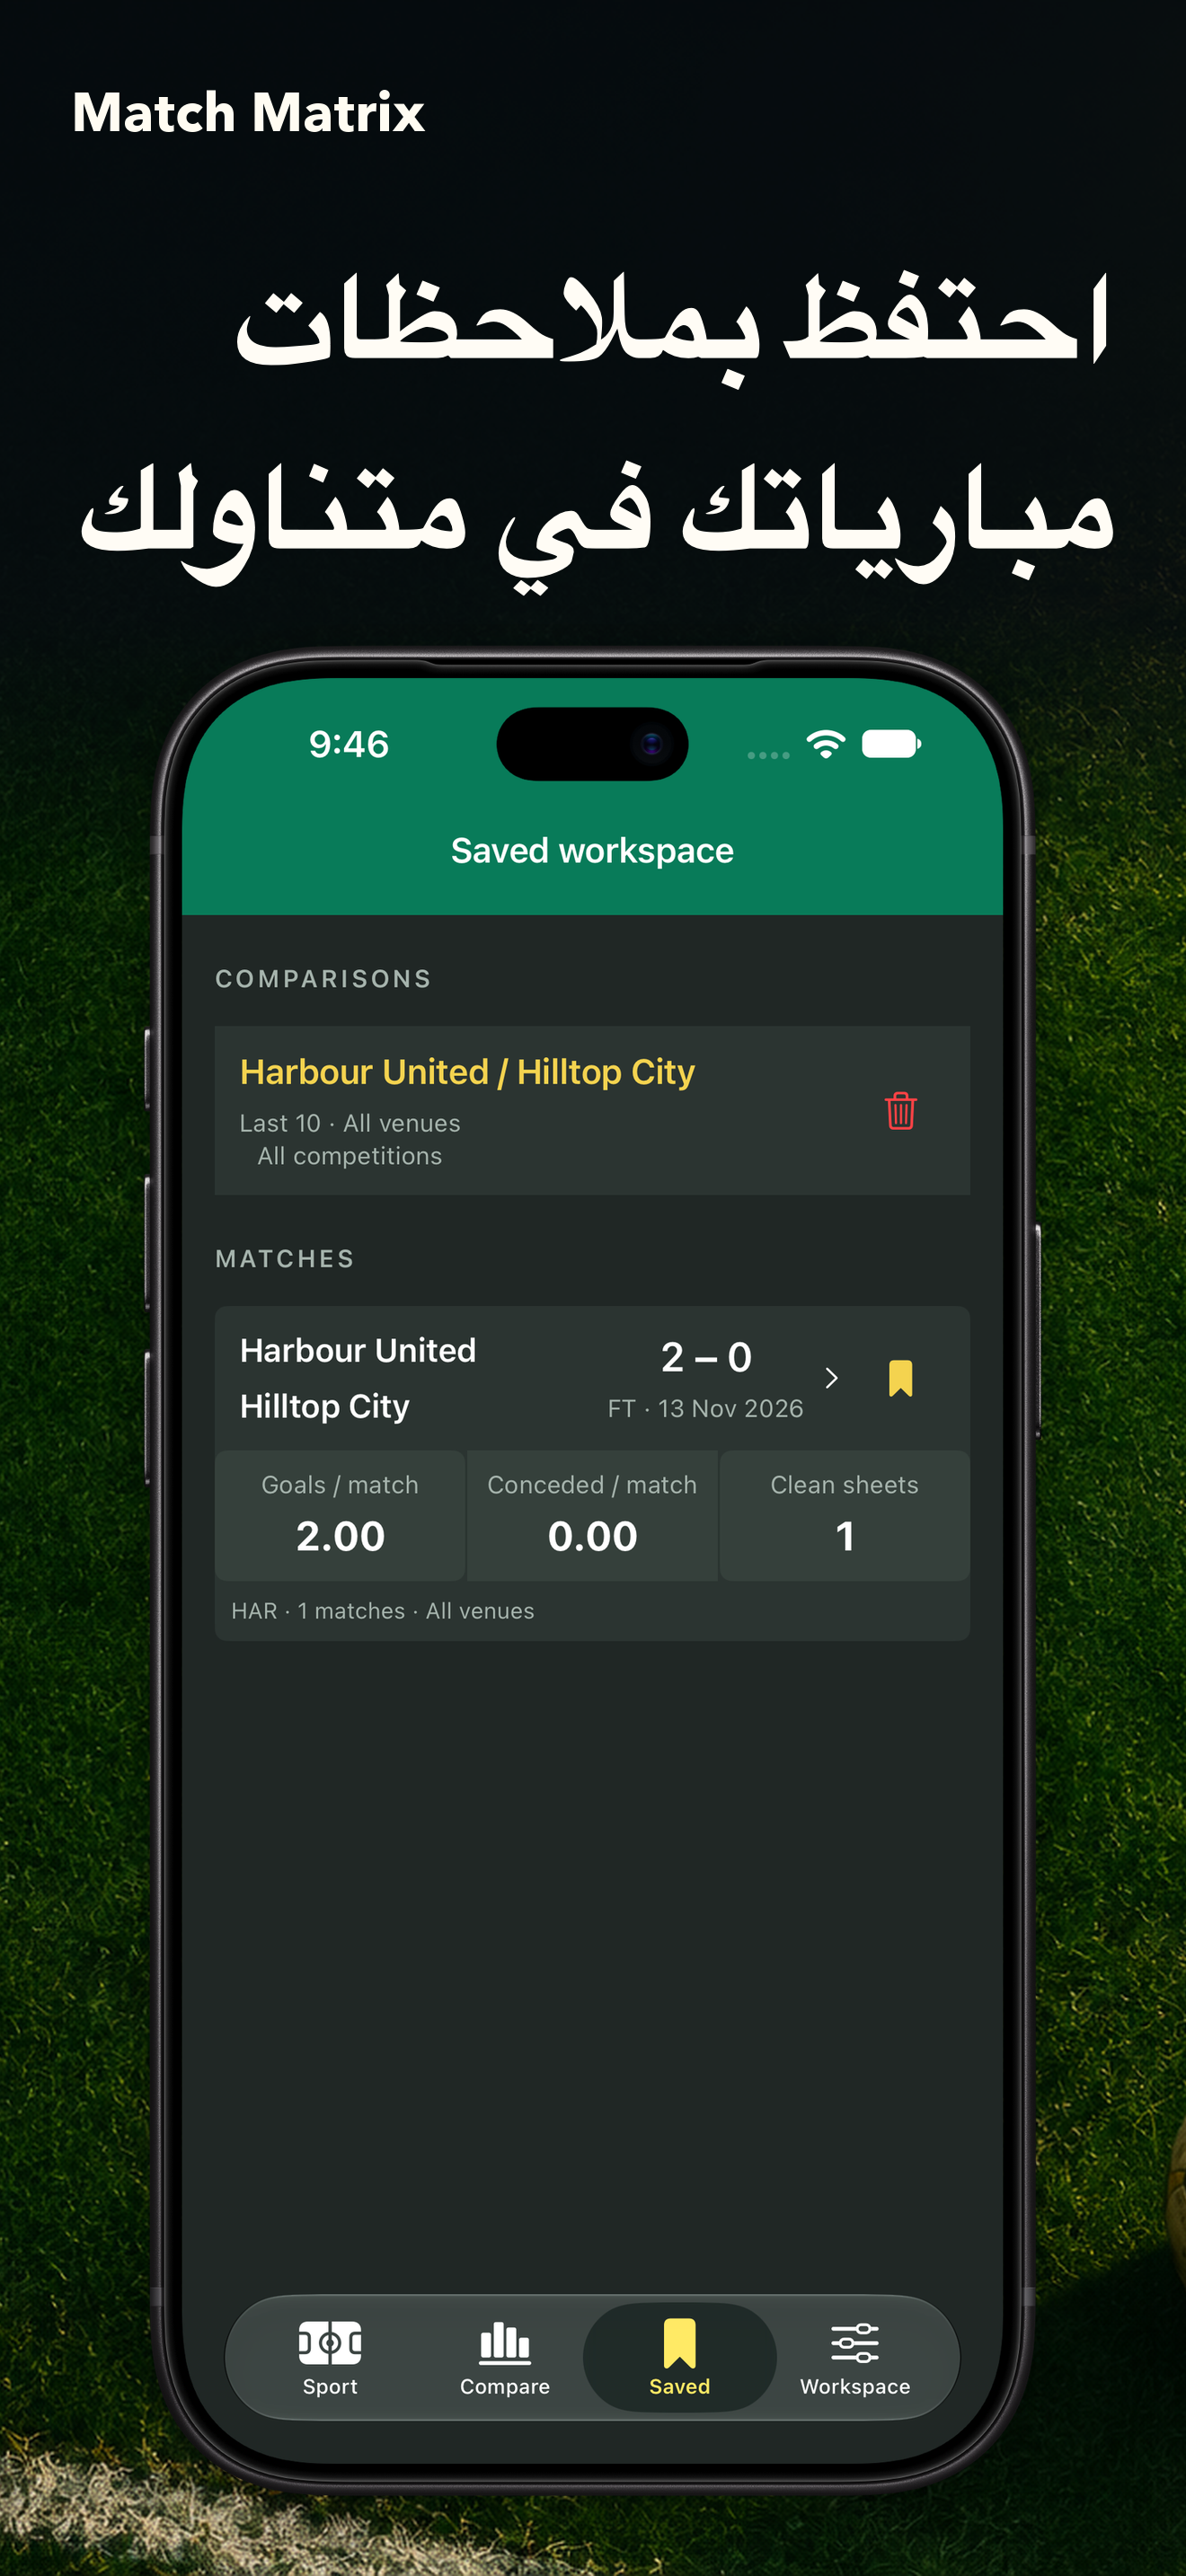 Match Matrix
احتفظ بملاحظات
مبارياتك في متناولك
9:46
Saved workspace
COMPARISONS
Harbour United / Hilltop City
Last 10 · All venues
All competitions
MATCHES
Harbour United
2 – 0
Hilltop City
FT · 13 Nov 2026
Goals / match
Conceded / match
Clean sheets
2.00
0.00
1
HAR · 1 matches · All venues
Sport
Compare
Saved
Workspace